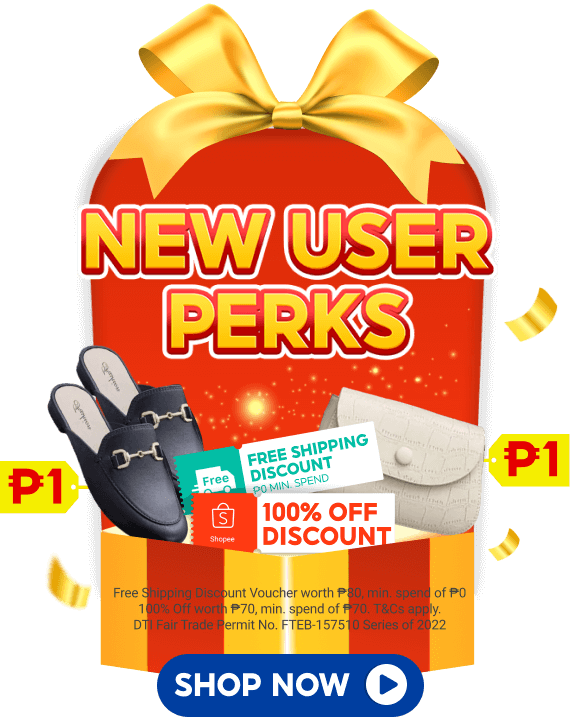 NEW USER
PERKS
₱1
₱1
FREE SHIPPING
DISCOUNT
₱0 MIN. SPEND
Free
Shopee
100% OFF
DISCOUNT
Free Shipping Discount Voucher worth ₱80, min. spend of ₱0
100% Off worth ₱70, min. spend of ₱70. T&Cs apply.
DTI Fair Trade Permit No. FTEB-157510 Series of 2022
SHOP NOW